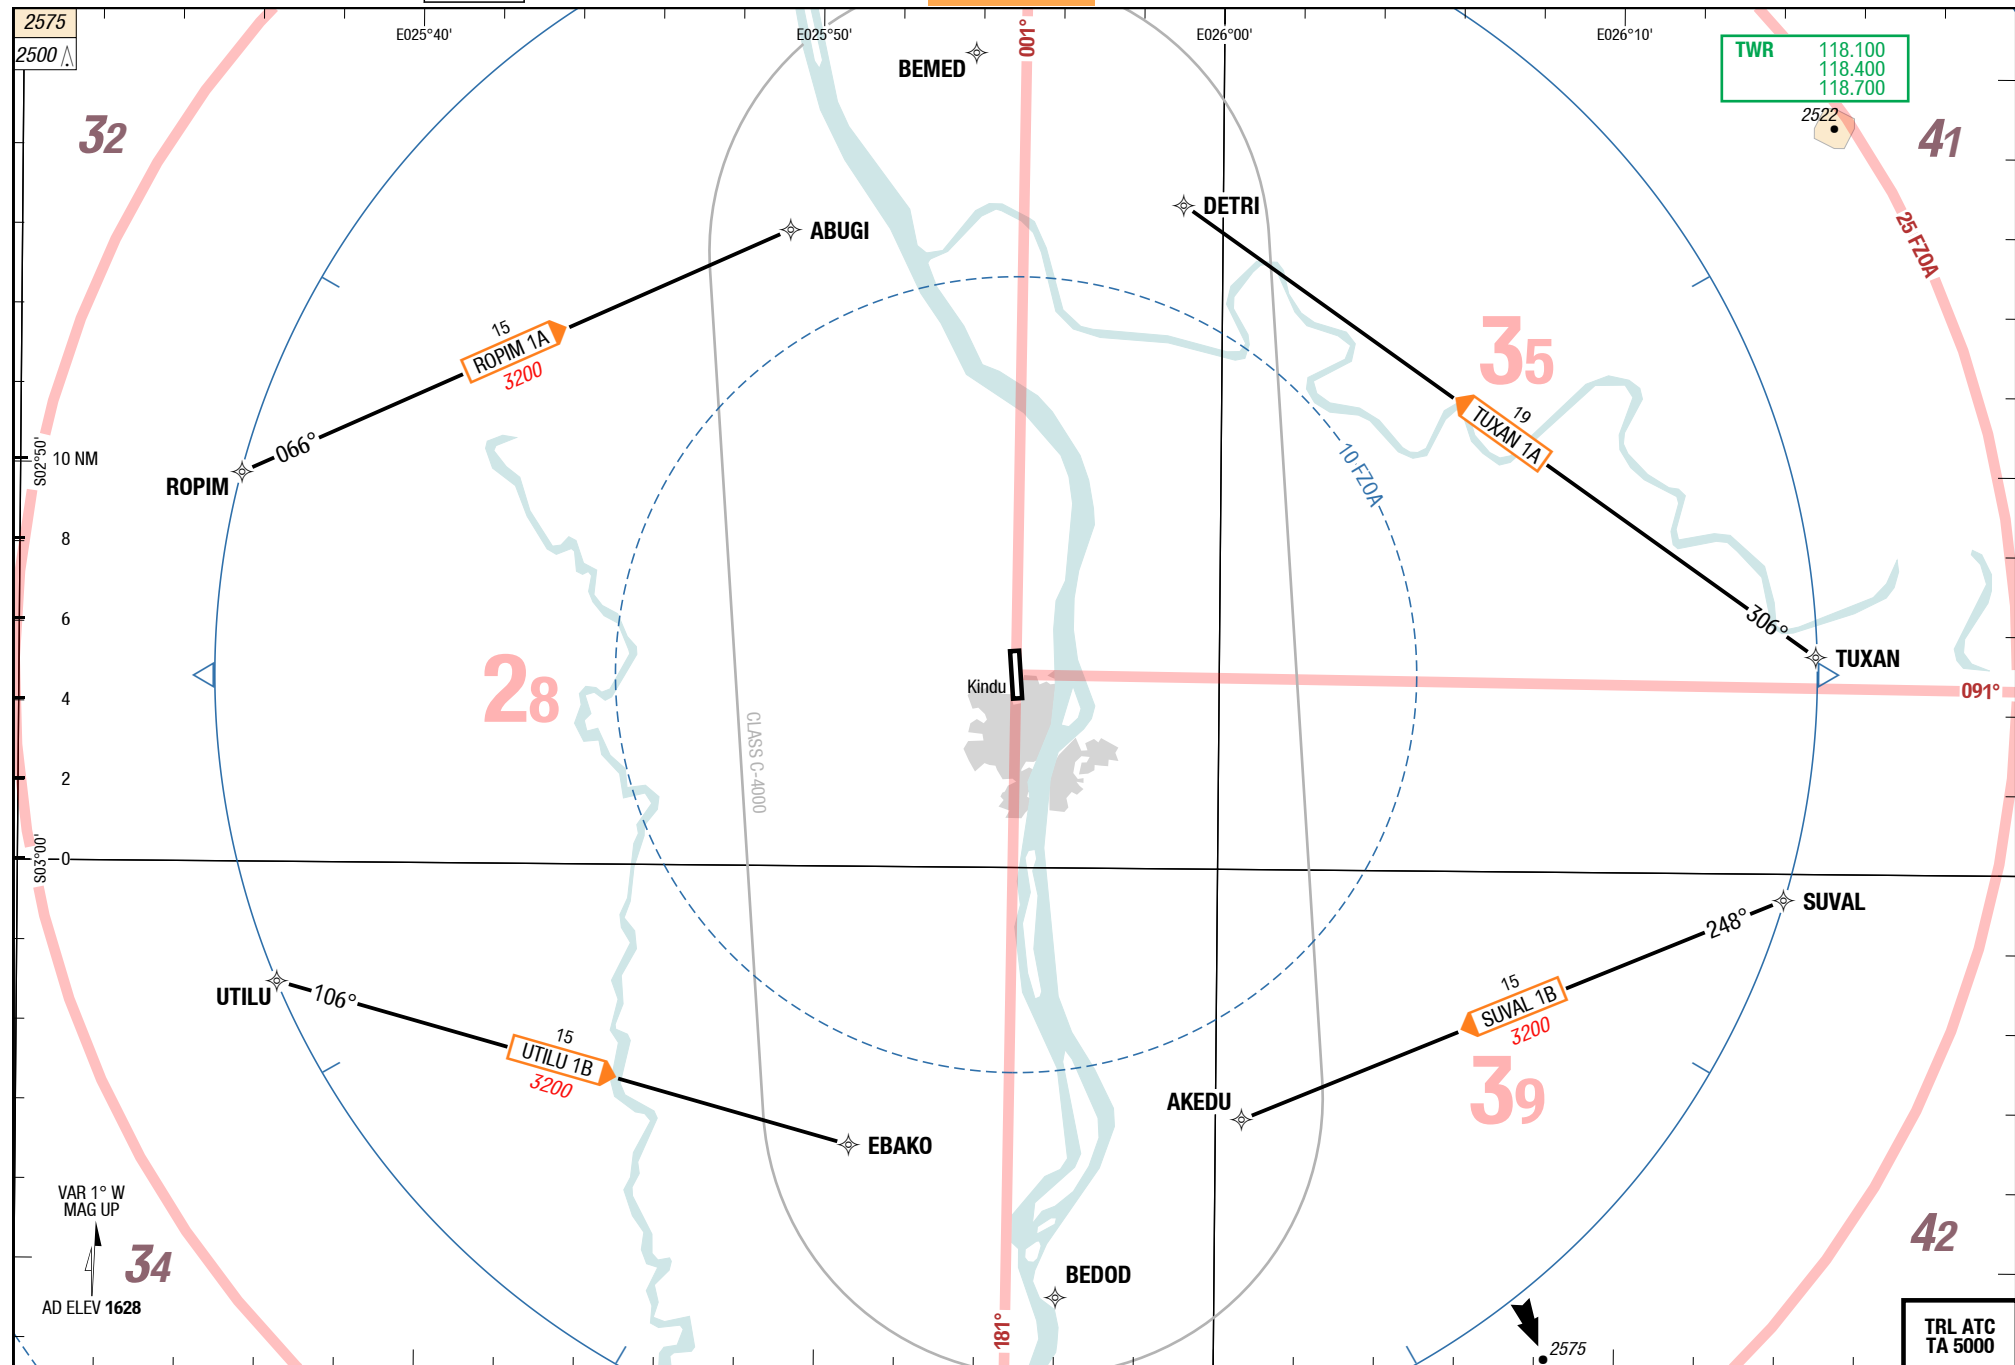 2575
2500
E025°40'
E025°50'
E026°00'
E026°10'
001°
BEMED
TWR 118.100
118.400
118.700
2522
32
41
DETRI
ABUGI
25 FZOA
15
ROPIM 1A
3200
35
19
TUXAN 1A
066°
ROPIM
S02°50'
10 NM
10 FZOA
8
6
306°
TUXAN
28
Kindu
091°
4
CLASS C-4000
2
S03°00'
0
SUVAL
248°
UTILU
106°
15
SUVAL 1B
3200
15
UTILU 1B
3200
39
AKEDU
EBAKO
VAR 1° W
MAG UP
34
42
BEDOD
AD ELEV 1628
181°
2575
TRL ATC
TA 5000